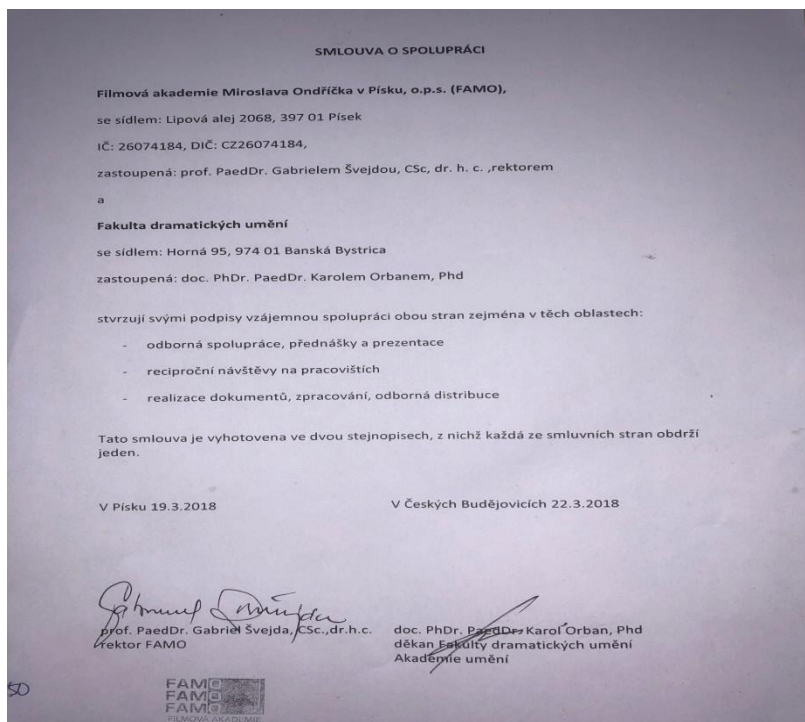 SMLOUVA O SPOLUPRÁCI
Filmová akademie Miroslava Ondříčka v Písku, o.p.s. (FAMO),
se sídlem: Lipová alej 2068, 397 01 Písek
IČ: 26074184, DIČ: CZ26074184,
zastoupená: prof. PaedDr. Gabrielem Švejdou, CSc, dr. h. c. ,rektorem
a
Fakulta dramatických umění
se sídlem: Horná 95, 974 01 Banská Bystrica
zastoupená: doc. PhDr. PaedDr. Karolem Orbanem, Phd
stvrzují svými podpisy vzájemnou spolupráci obou stran zejména v těch oblastech:
- odborná spolupráce, přednášky a prezentace
- reciproční návštěvy na pracovištích
- realizace dokumentů, zpracování, odborná distribuce
Tato smlouva je vyhotovena ve dvou stejnopisech, z nichž každá ze smluvních stran obdrží
jeden.
V Písku 19.3.2018
V Českých Budějovicích 22.3.2018
prof. PaedDr. Gabriel Švejda, CSc.,dr.h.c.
rektor FAMO
doc. PhDr. PaedDr. Karol Orban, Phd
děkan Fakulty dramatických umění
Akademie umění
50
FAMO
FAMO
FAMO
FILMOVÁ AKADEMIE